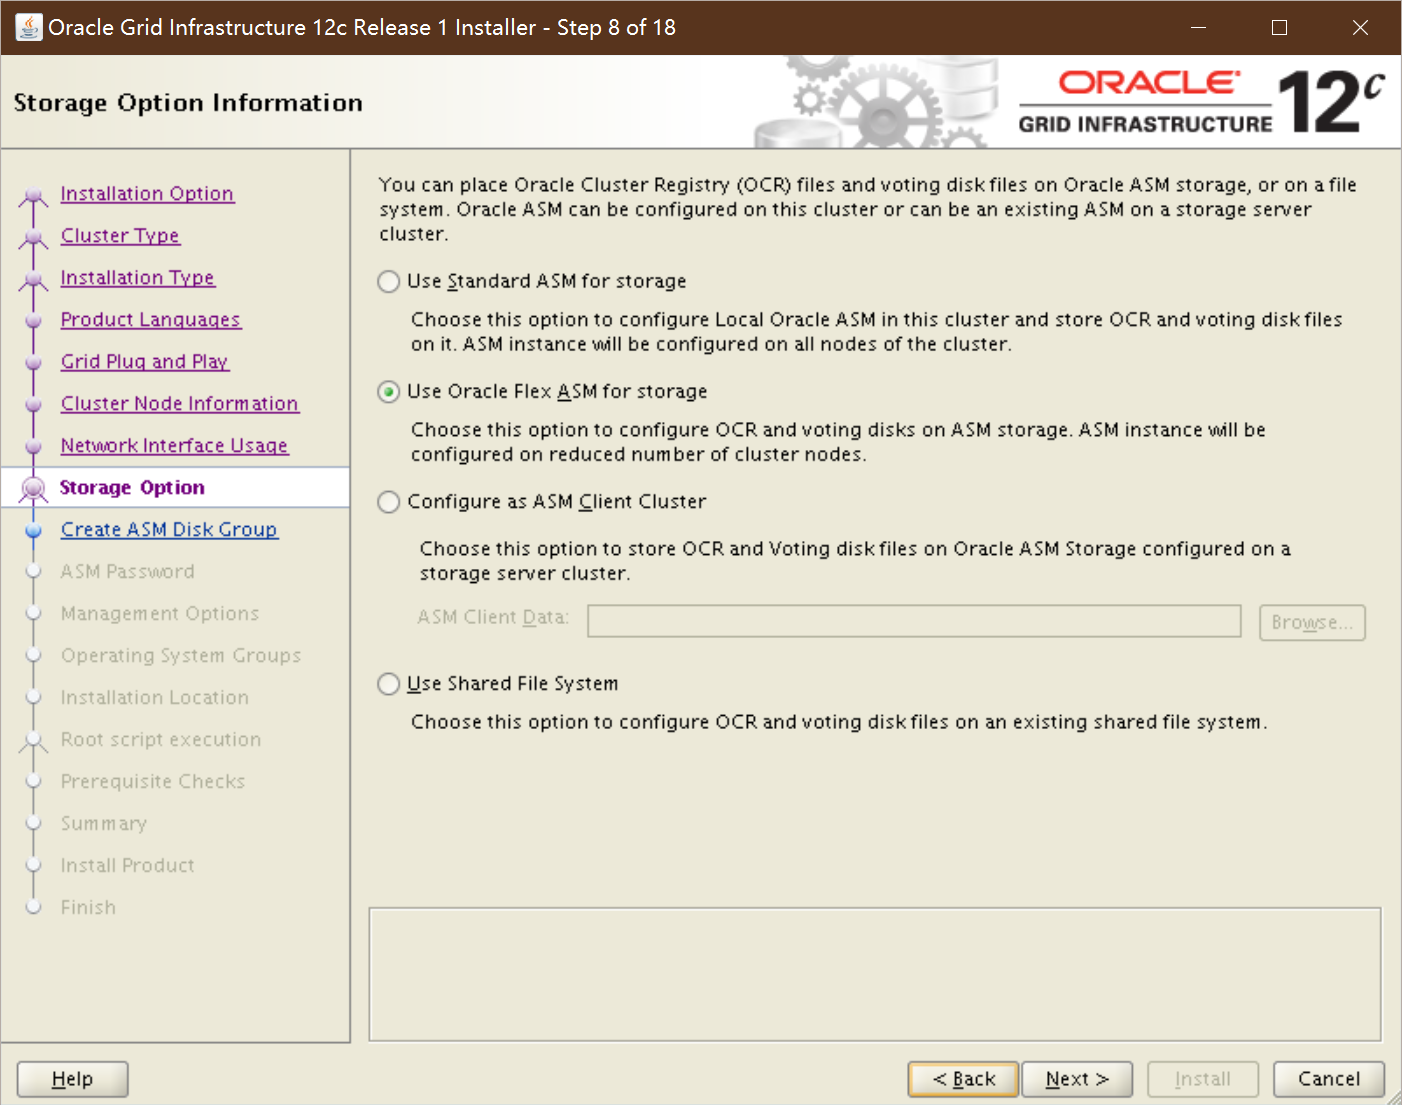 Oracle Grid Infrastructure 12c Release 1 Installer - Step 8 of 18
Storage Option Information
ORACLE
GRID INFRASTRUCTURE
12c
Installation Option
Cluster Type
Installation Type
Product Languages
Grid Plug and Play
Cluster Node Information
Network Interface Usage
Storage Option
Create ASM Disk Group
ASM Password
Management Options
Operating System Groups
Installation Location
Root script execution
Prerequisite Checks
Summary
Install Product
Finish
You can place Oracle Cluster Registry (OCR) files and voting disk files on Oracle ASM storage, or on a file
system. Oracle ASM can be configured on this cluster or can be an existing ASM on a storage server
cluster.
Use Standard ASM for storage
Choose this option to configure Local Oracle ASM in this cluster and store OCR and voting disk files
on it. ASM instance will be configured on all nodes of the cluster.
Use Oracle Flex ASM for storage
Choose this option to configure OCR and voting disks on ASM storage. ASM instance will be
configured on reduced number of cluster nodes.
Configure as ASM Client Cluster
Choose this option to store OCR and Voting disk files on Oracle ASM Storage configured on a
storage server cluster.
ASM Client Data:
Browse...
Use Shared File System
Choose this option to configure OCR and voting disk files on an existing shared file system.
Help
< Back
Next >
Install
Cancel